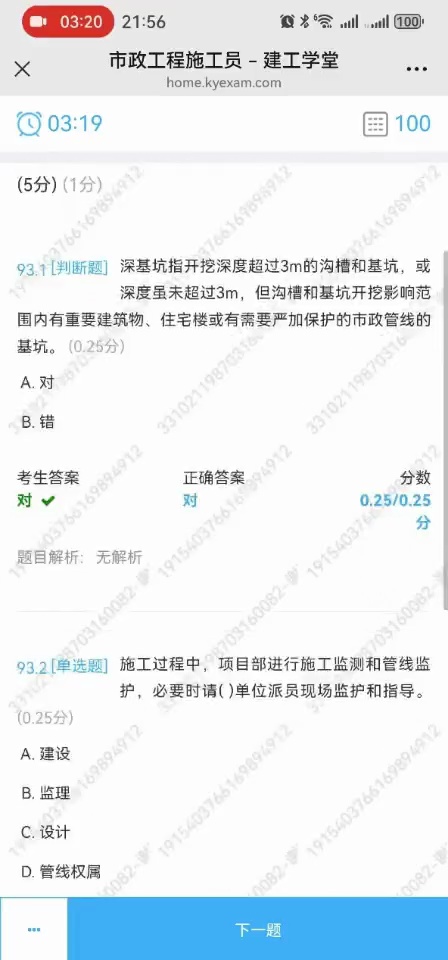 03:20 21:56 100
市政工程施工员 – 建工学堂
home.kyexam.com
03:19 100
(5分) (1分)
93.1 [判断题] 深基坑指开挖深度超过3m的沟槽和基坑，或
深度虽未超过3m，但沟槽和基坑开挖影响范
围内有重要建筑物、住宅楼或有需要严加保护的市政管线的
基坑。 (0.25分)
A. 对
B. 错
考生答案 正确答案 分数
对 对 0.25/0.25
分
题目解析： 无解析
93.2 [单选题] 施工过程中，项目部进行施工监测和管线监
护，必要时请( )单位派员现场监护和指导。
(0.25分)
A. 建设
B. 监理
C. 设计
D. 管线权属
下一题